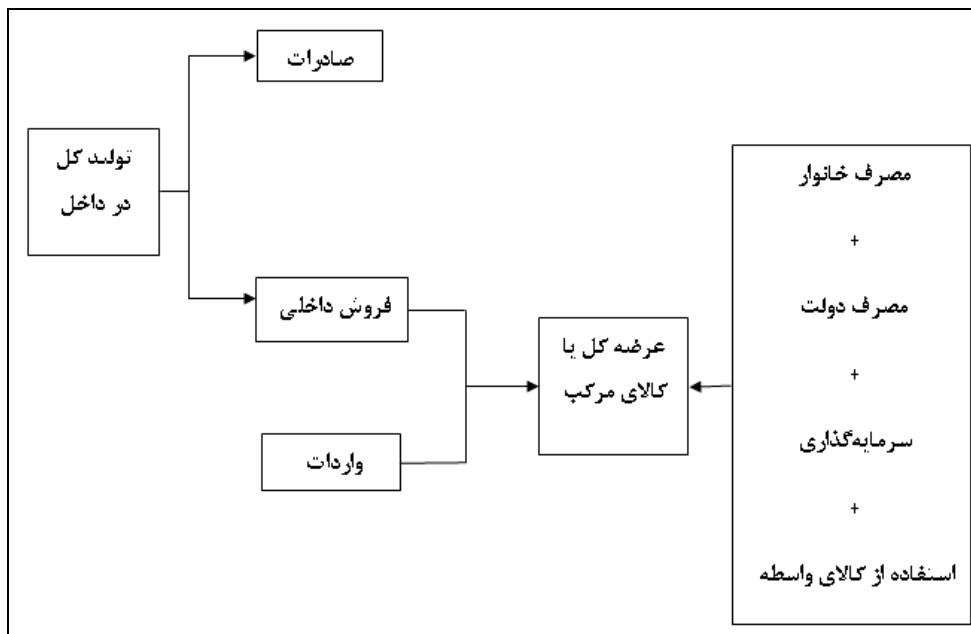 صادرات
تولید کل
در داخل
فروش داخلی
واردات
عرضه کل یا
کالای مرکب
مصرف خانوار
+
مصرف دولت
+
سرمایه‌گذاری
+
استفاده از کالای واسطه